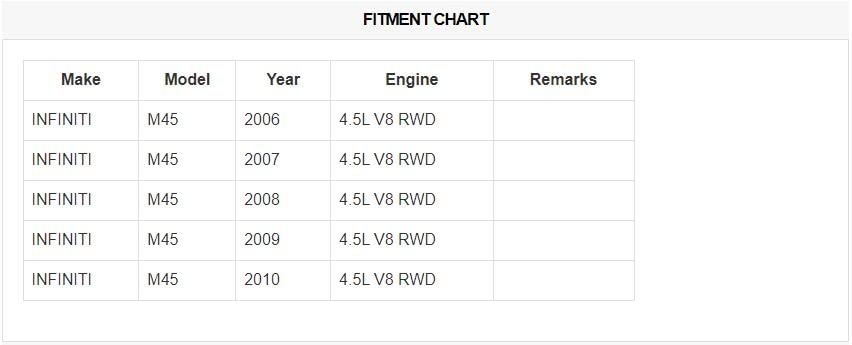 FITMENT CHART
Make Model Year Engine Remarks
INFINITI M45 2006 4.5L V8 RWD
INFINITI M45 2007 4.5L V8 RWD
INFINITI M45 2008 4.5L V8 RWD
INFINITI M45 2009 4.5L V8 RWD
INFINITI M45 2010 4.5L V8 RWD